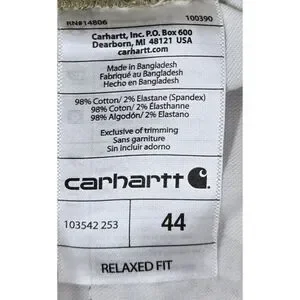 RN#14806 100390
Carhartt, Inc. P.O. Box 600
Dearborn, MI 48121 USA
carhartt.com
Made in Bangladesh
Fabriqué au Bangladesh
Hecho en Bangladesh
98% Cotton/ 2% Elastane (Spandex)
98% Coton/ 2% Élasthanne
98% Algodón/ 2% Elastano
Exclusive of trimming
Sans garniture
Sin incluir adorno
carhartt
103542 253 44
RELAXED FIT